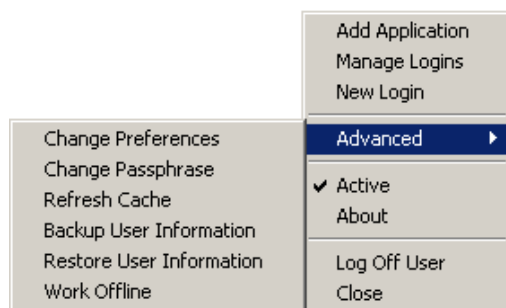 Add Application
Manage Logins
New Login
Advanced
Change Preferences
Change Passphrase
Refresh Cache
Backup User Information
Restore User Information
Work Offline
Active
About
Log Off User
Close